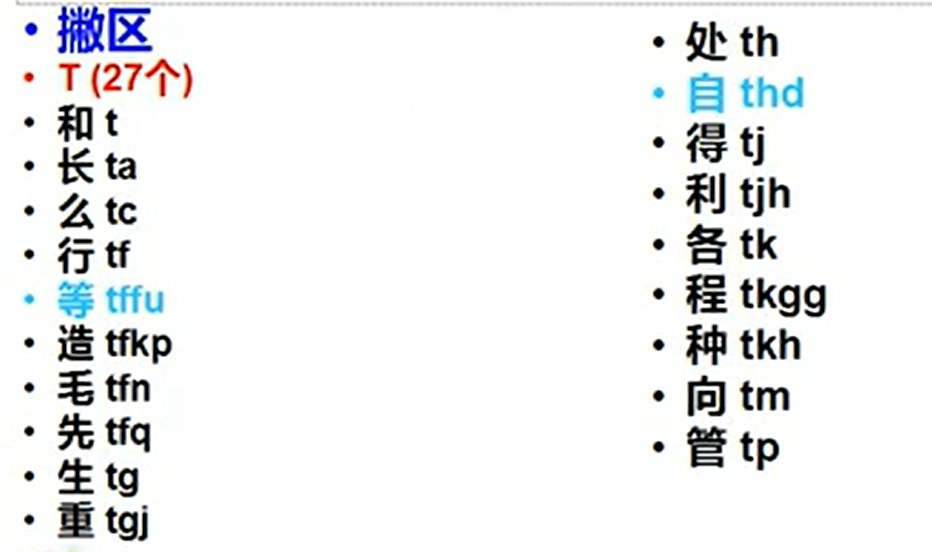 • 撇区
• T (27个)
• 和 t
• 长 ta
• 么 tc
• 行 tf
• 等 tffu
• 造 tfkp
• 毛 tfn
• 先 tfq
• 生 tg
• 重 tgj
• 处 th
• 自 thd
• 得 tj
• 利 tjh
• 各 tk
• 程 tkgg
• 种 tkh
• 向 tm
• 管 tp